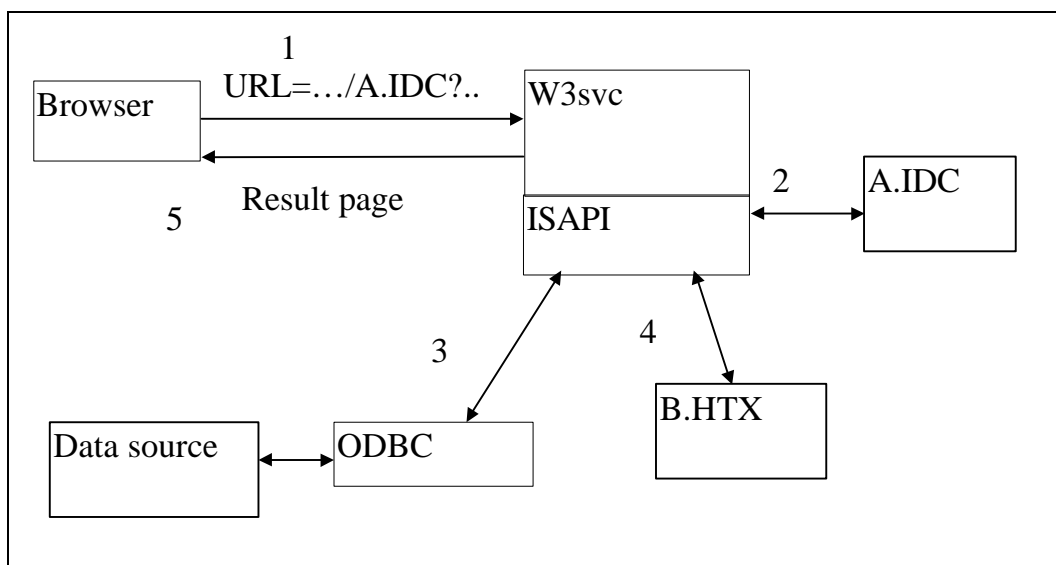 1
URL=…/A.IDC?..
Browser
W3svc
2
A.IDC
5
Result page
ISAPI
3
4
B.HTX
Data source
ODBC